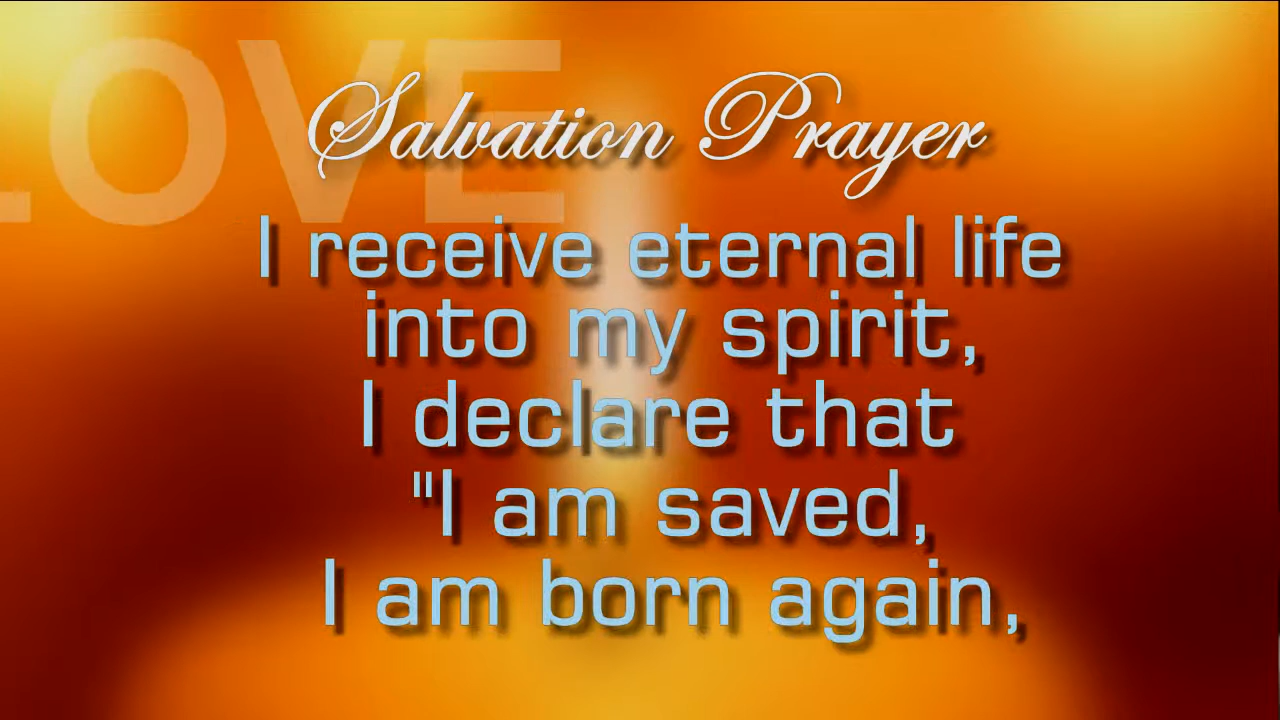 LOVE
Salvation Prayer
I receive eternal life
into my spirit,
I declare that
"I am saved,
I am born again,